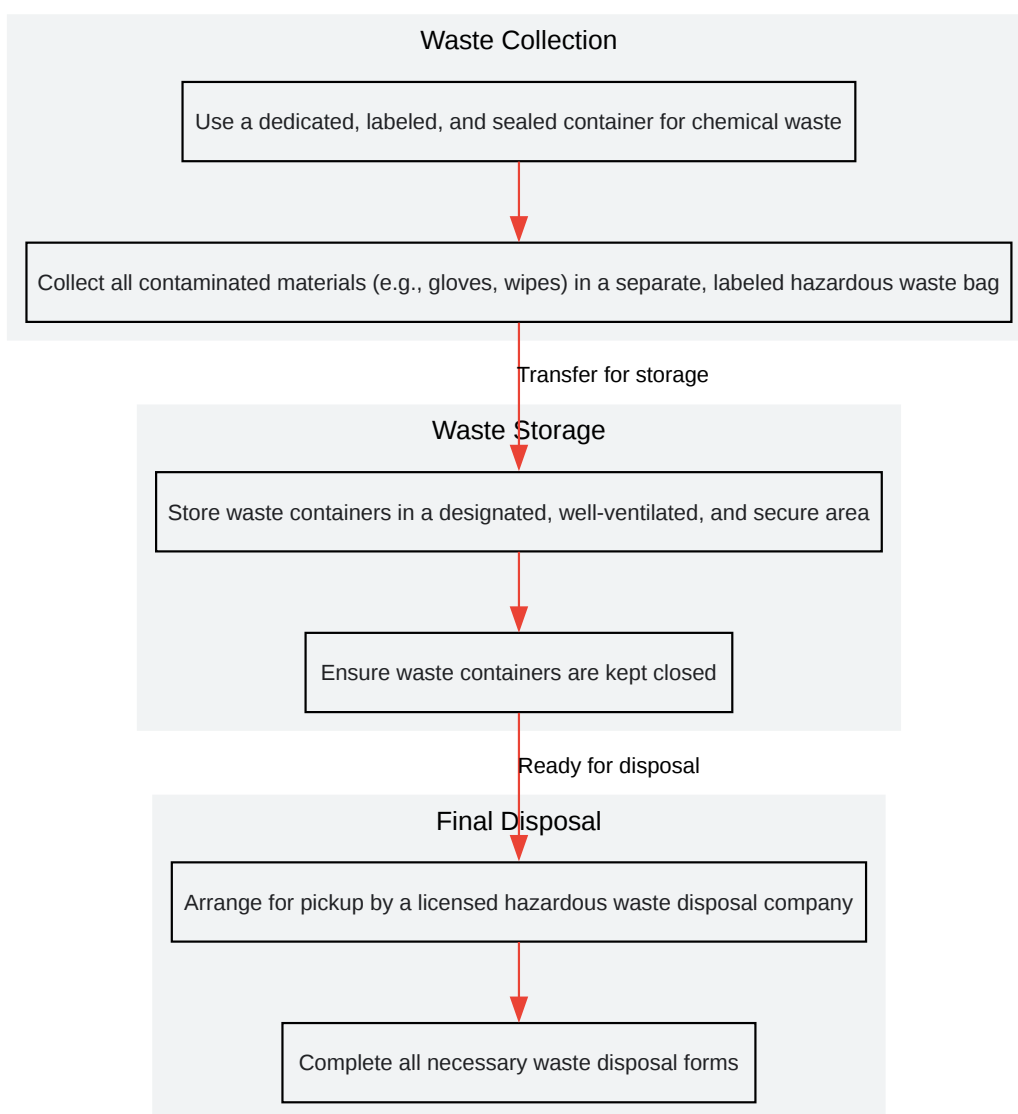 Waste Collection
Use a dedicated, labeled, and sealed container for chemical waste
Collect all contaminated materials (e.g., gloves, wipes) in a separate, labeled hazardous waste bag
Transfer for storage
Waste Storage
Store waste containers in a designated, well-ventilated, and secure area
Ensure waste containers are kept closed
Ready for disposal
Final Disposal
Arrange for pickup by a licensed hazardous waste disposal company
Complete all necessary waste disposal forms